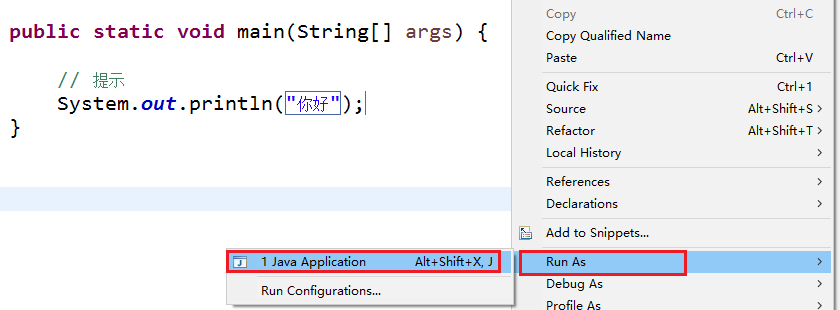 public static void main(String[] args) {
// 提示
System.out.println("你好");
}
Copy Ctrl+C
Copy Qualified Name
Paste Ctrl+V
Quick Fix Ctrl+1
Source Alt+Shift+S >
Refactor Alt+Shift+T >
Local History >
References >
Declarations >
Add to Snippets...
Run As >
Debug As >
Profile As >
1 Java Application Alt+Shift+X, J
Run Configurations...